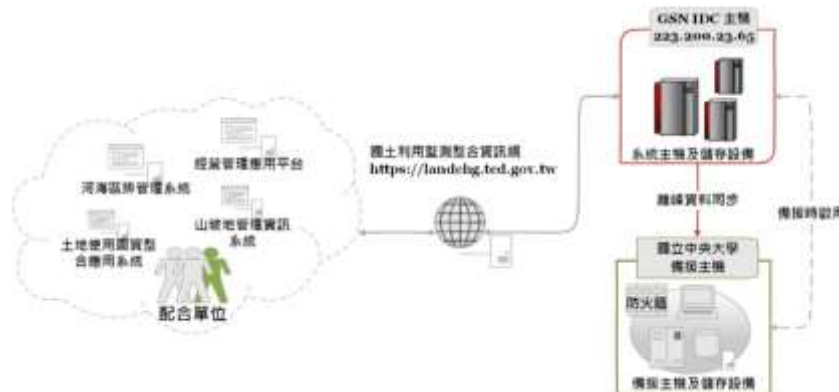 GSN IDC 主機
223.200.23.65
系統主機及儲存設備
國土利用監測整合資訊網
https://landchg.tcd.gov.tw
經營管理應用平台
河海區排管理系統
山坡地管理資訊
系統
土地使用圖資整
合應用系統
配合單位
離線資料同步
備援時啟用
國立中央大學
備援主機
防火牆
備援主機及儲存設備